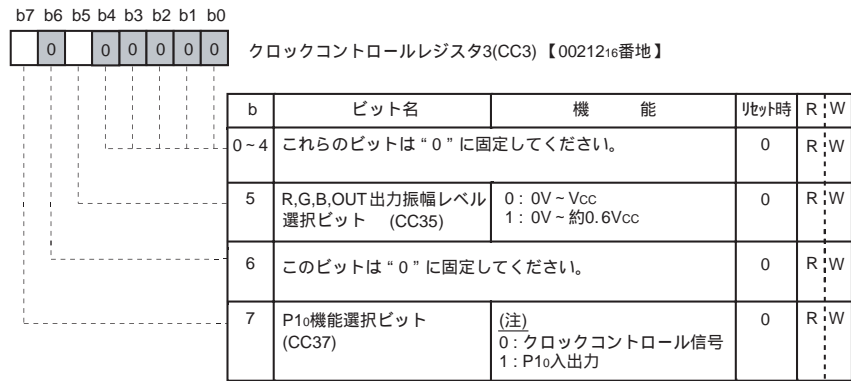 b7 b6 b5 b4 b3 b2 b1 b0
0 0 0 0 0 0
クロックコントロールレジスタ3(CC3)【0021216番地】
b ビット名 機 能 リセット時 R W
0~4 これらのビットは“0”に固定してください。 0 R W
5 R,G,B,OUT出力振幅レベル 0:0V~Vcc 0 R W
選択ビット (CC35) 1:0V~約0.6Vcc
6 このビットは“0”に固定してください。 0 R W
7 P10機能選択ビット (注) 0 R W
(CC37) 0:クロックコントロール信号
1:P10入出力